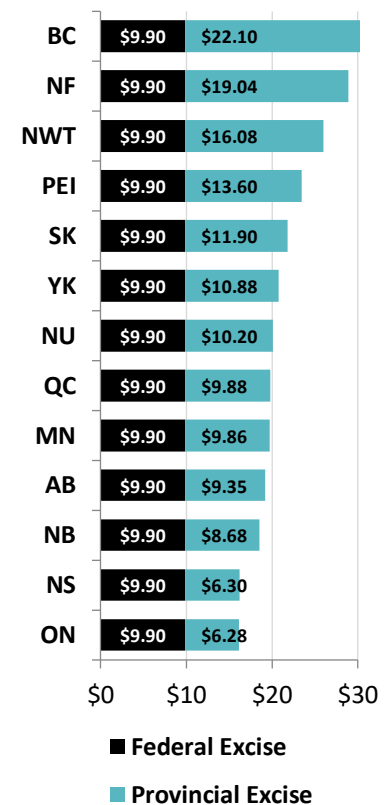 BC $9.90 $22.10
NF $9.90 $19.04
NWT $9.90 $16.08
PEI $9.90 $13.60
SK $9.90 $11.90
YK $9.90 $10.88
NU $9.90 $10.20
QC $9.90 $9.88
MN $9.90 $9.86
AB $9.90 $9.35
NB $9.90 $8.68
NS $9.90 $6.30
ON $9.90 $6.28
$0 $10 $20 $30
Federal Excise
Provincial Excise